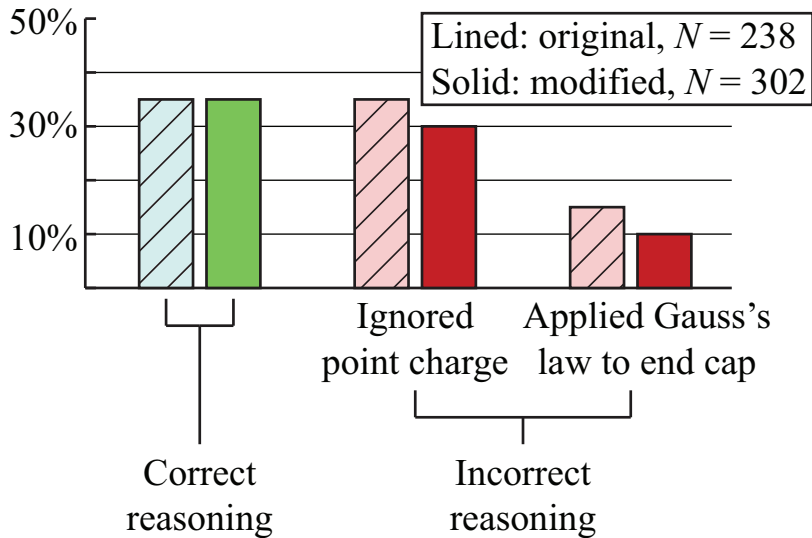 50%
Lined: original, N = 238
Solid: modified, N = 302
30%
10%
Ignored
point charge
Applied Gauss’s
law to end cap
Correct
reasoning
Incorrect
reasoning